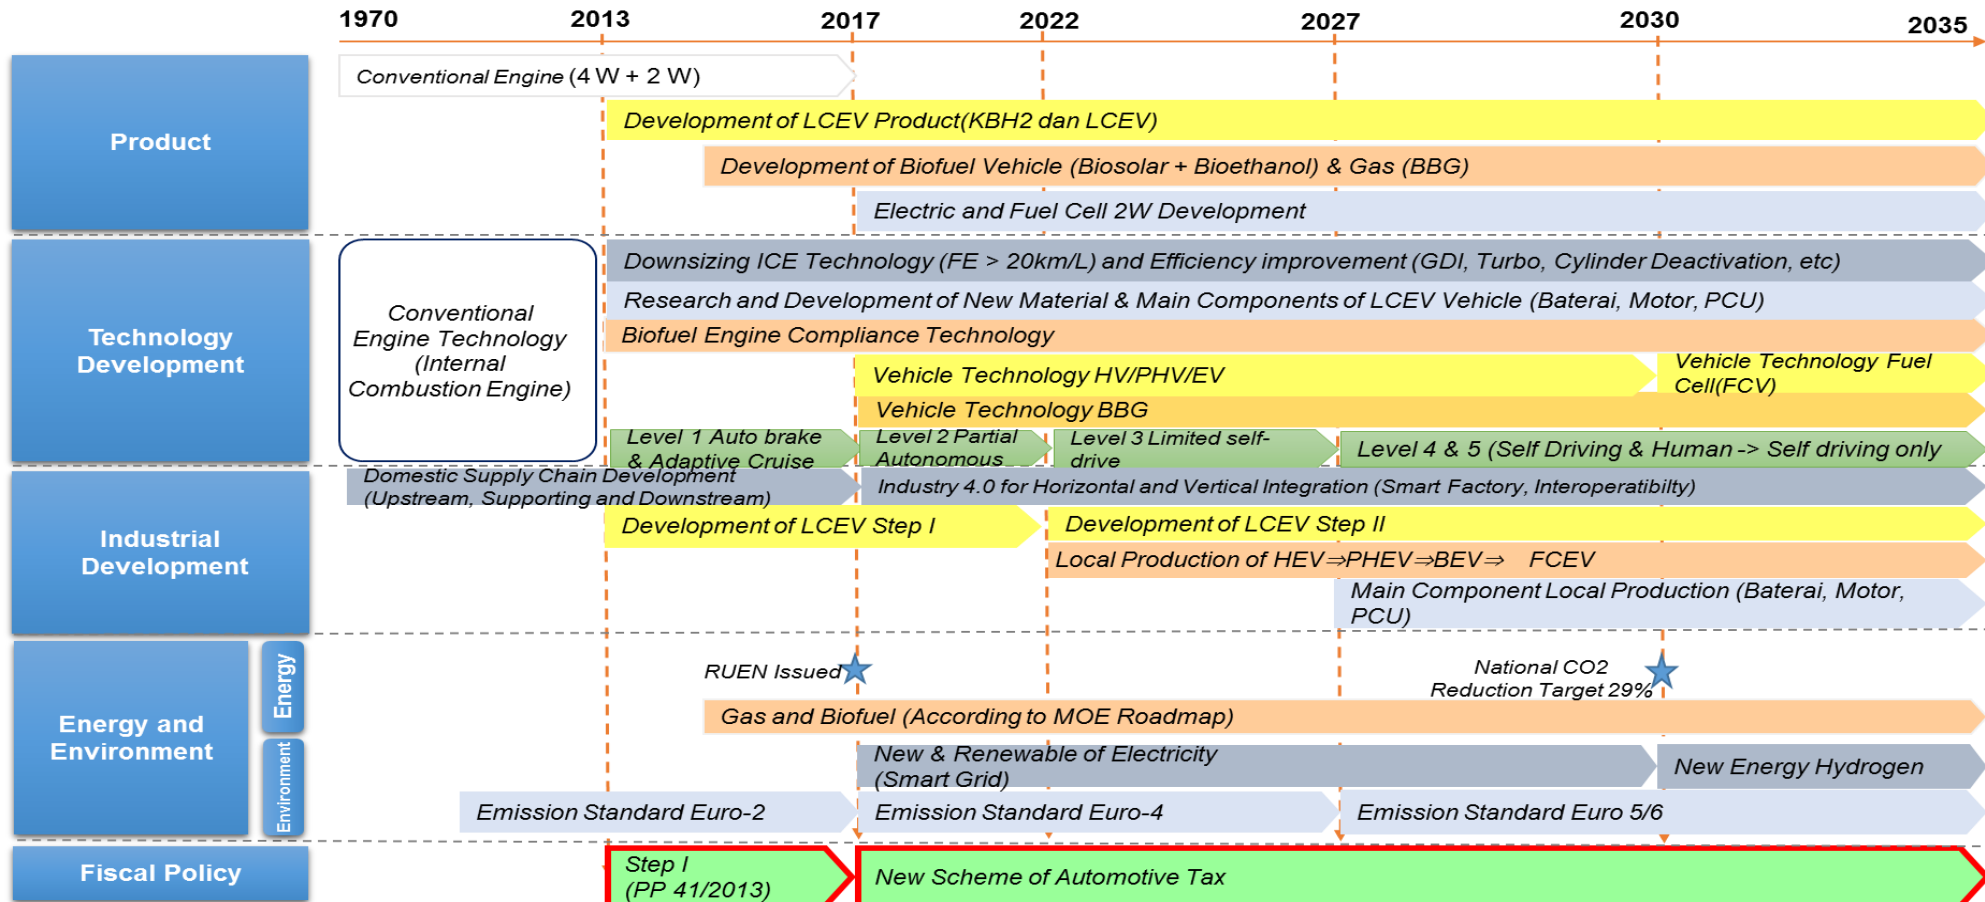 1970 2013 2017 2022 2027 2030 2035
Product
Conventional Engine (4 W + 2 W)
Development of LCEV Product(KBH2 dan LCEV)
Development of Biofuel Vehicle (Biosolar + Bioethanol) & Gas (BBG)
Electric and Fuel Cell 2W Development
Technology
Development
Conventional
Engine Technology
(Internal
Combustion Engine)
Downsizing ICE Technology (FE > 20km/L) and Efficiency improvement (GDI, Turbo, Cylinder Deactivation, etc)
Research and Development of New Material & Main Components of LCEV Vehicle (Baterai, Motor, PCU)
Biofuel Engine Compliance Technology
Vehicle Technology HV/PHV/EV
Vehicle Technology Fuel
Cell(FCV)
Vehicle Technology BBG
Level 1 Auto brake
& Adaptive Cruise
Level 2 Partial
Autonomous
Level 3 Limited self-
drive
Level 4 & 5 (Self Driving & Human -> Self driving only
Industrial
Development
Domestic Supply Chain Development
(Upstream, Supporting and Downstream)
Industry 4.0 for Horizontal and Vertical Integration (Smart Factory, Interoperatibilty)
Development of LCEV Step I
Development of LCEV Step II
Local Production of HEV⇒PHEV⇒BEV⇒ FCEV
Main Component Local Production (Baterai, Motor,
PCU)
Energy and
Environment
Energy
Environment
RUEN Issued
National CO2
Reduction Target 29%
Gas and Biofuel (According to MOE Roadmap)
New & Renewable of Electricity
(Smart Grid)
New Energy Hydrogen
Emission Standard Euro-2
Emission Standard Euro-4
Emission Standard Euro 5/6
Fiscal Policy
Step I
(PP 41/2013)
New Scheme of Automotive Tax